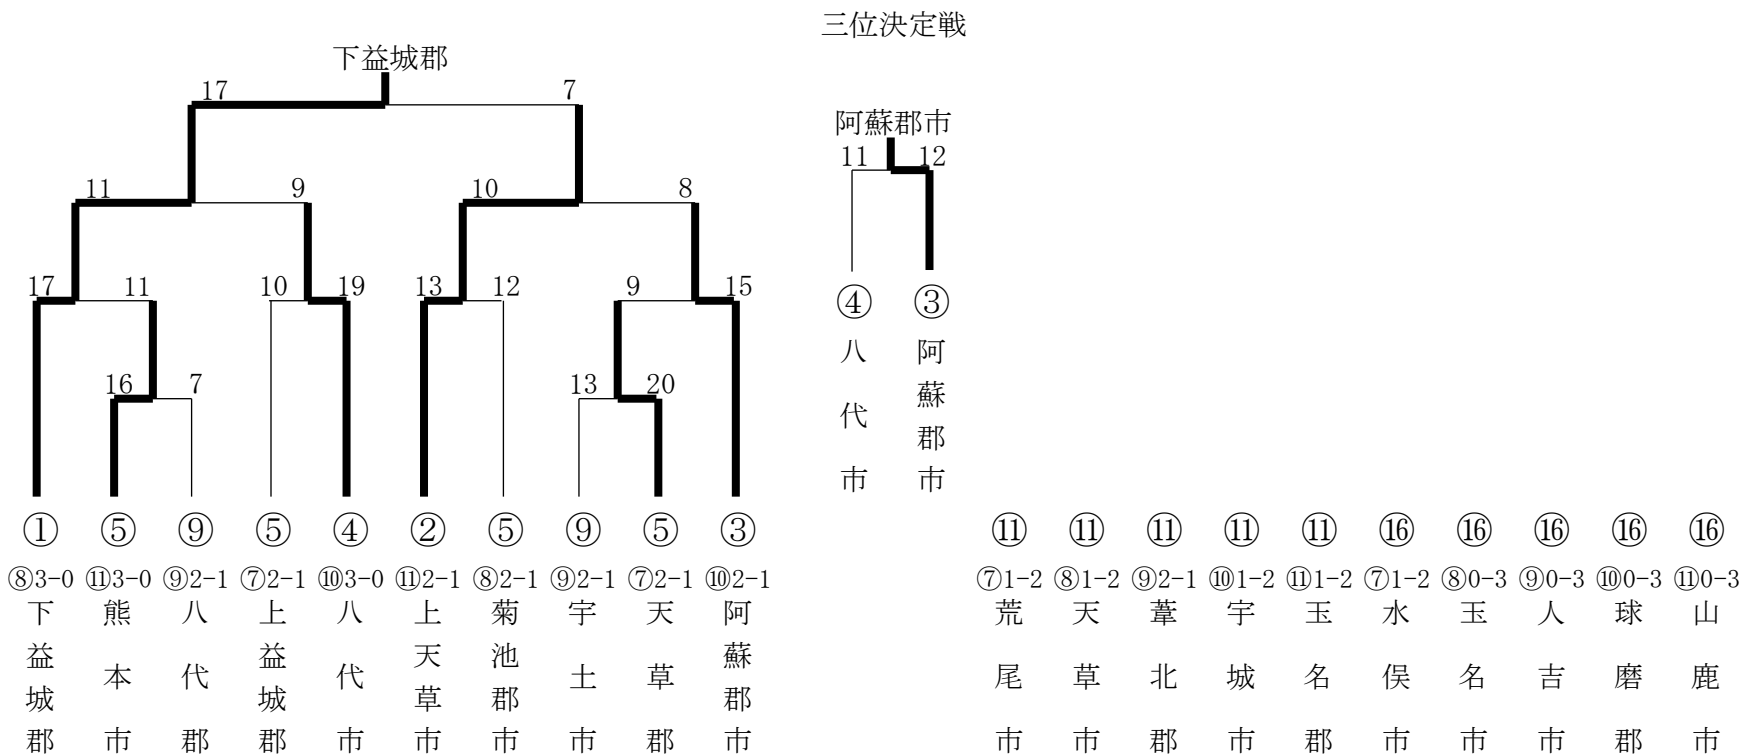 三位決定戦
下益城郡
17 7
阿蘇郡市
11 12
11 9 10 8
17 11 10 19 13 12 9 15
④ ③
八代市 阿蘇郡市
16 7 13 20
① ⑤ ⑨ ⑤ ④ ② ⑤ ⑨ ⑤ ③ ⑪ ⑪ ⑪ ⑪ ⑪ ⑯ ⑯ ⑯ ⑯ ⑯
⑧3-0 ⑪3-0 ⑨2-1 ⑦2-1 ⑩3-0 ⑪2-1 ⑧2-1 ⑨2-1 ⑦2-1 ⑩2-1 ⑦1-2 ⑧1-2 ⑨2-1 ⑩1-2 ⑪1-2 ⑦1-2 ⑧0-3 ⑨0-3 ⑩0-3 ⑪0-3
下益城郡 熊本市 八代郡 上益城郡 八代市 上天草市 菊池郡市 宇土市 天草郡 阿蘇郡市 荒尾市 天草市 葦北郡 宇城市 玉名郡 水俣市 玉名市 人吉市 球磨郡 山鹿市